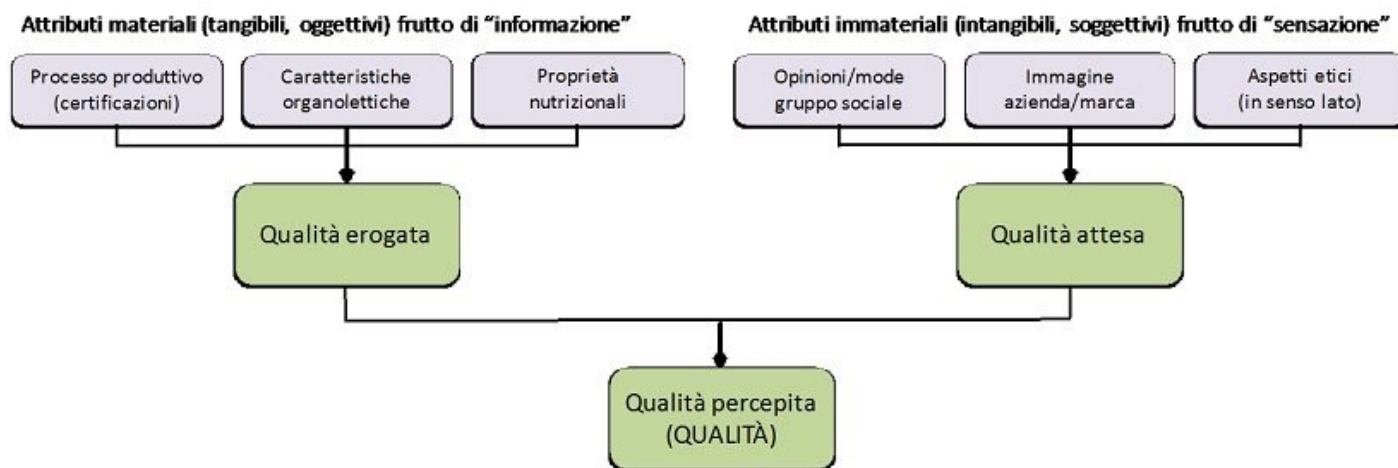 Attributi materiali (tangibili, oggettivi) frutto di “informazione”
Attributi immateriali (intangibili, soggettivi) frutto di “sensazione”
Processo produttivo
(certificazioni)
Caratteristiche
organolettiche
Proprietà
nutrizionali
Opinioni/mode
gruppo sociale
Immagine
azienda/marca
Aspetti etici
(in senso lato)
Qualità erogata
Qualità attesa
Qualità percepita
(QUALITÀ)